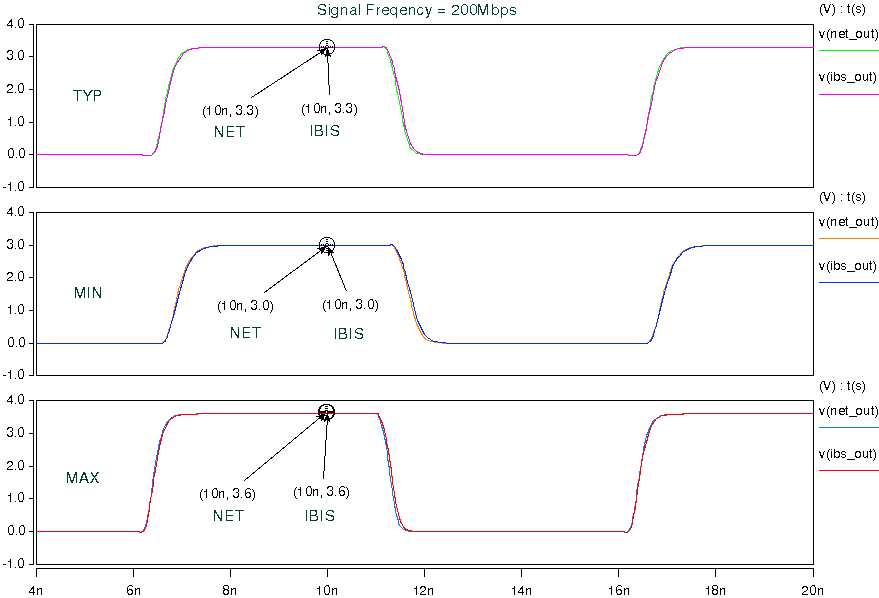 Signal Freqency = 200Mbps
(V) : t(s)
4.0
3.0
2.0
1.0
0.0
-1.0
v(net_out)
v(ibs_out)
TYP
(10n, 3.3)
(10n, 3.3)
NET
IBIS
(V) : t(s)
4.0
3.0
2.0
1.0
0.0
-1.0
v(net_out)
v(ibs_out)
MIN
(10n, 3.0)
(10n, 3.0)
NET
IBIS
(V) : t(s)
4.0
3.0
2.0
1.0
0.0
-1.0
v(net_out)
v(ibs_out)
MAX
(10n, 3.6)
(10n, 3.6)
NET
IBIS
4n 6n 8n 10n 12n 14n 16n 18n 20n